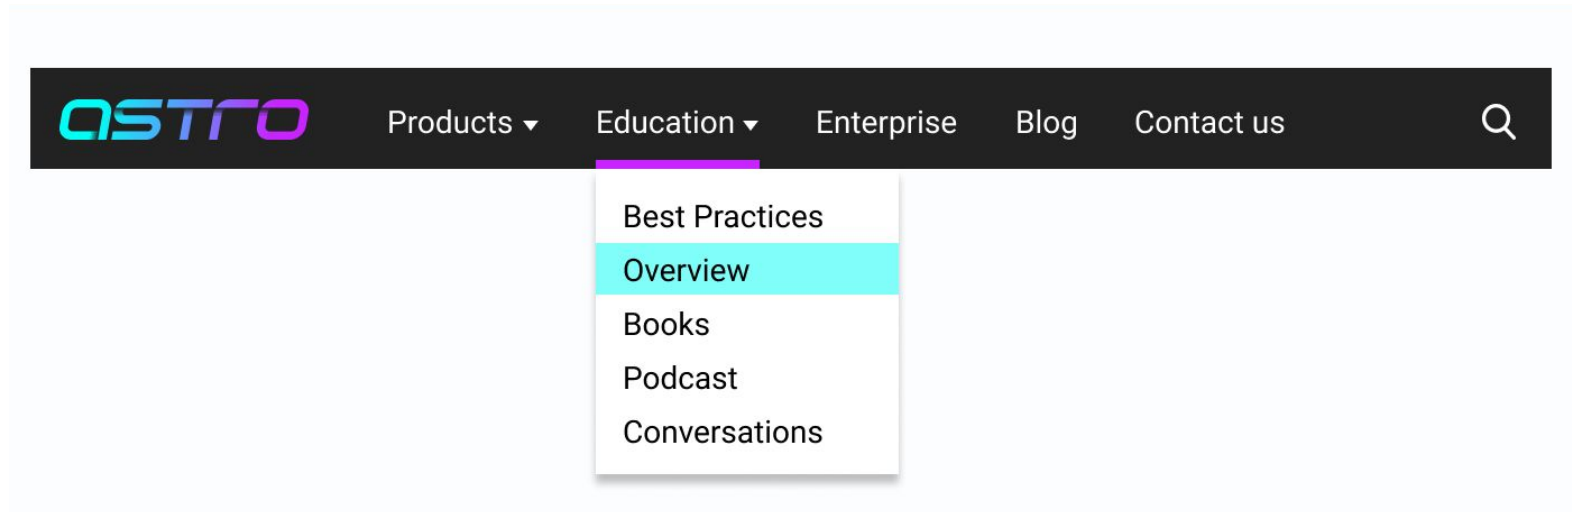 astro Products Education Enterprise Blog Contact us
Best Practices
Overview
Books
Podcast
Conversations